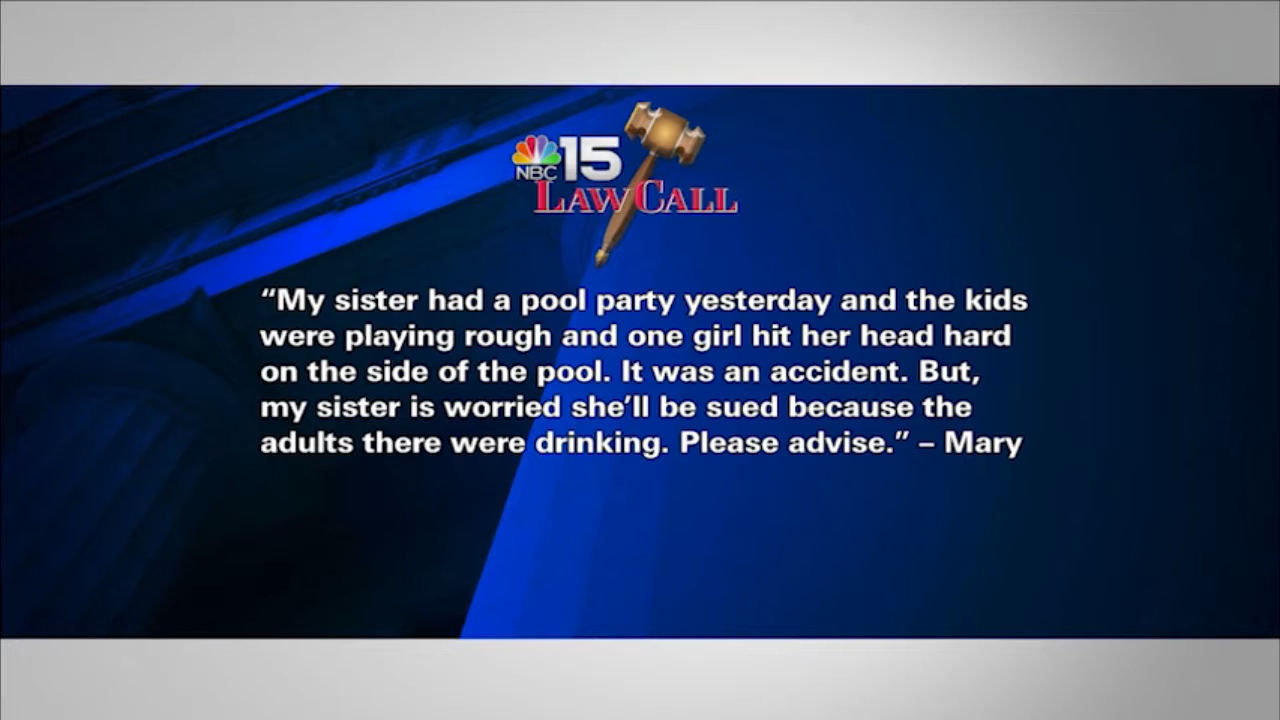 NBC 15
LAW CALL
“My sister had a pool party yesterday and the kids
were playing rough and one girl hit her head hard
on the side of the pool. It was an accident. But,
my sister is worried she’ll be sued because the
adults there were drinking. Please advise.” – Mary